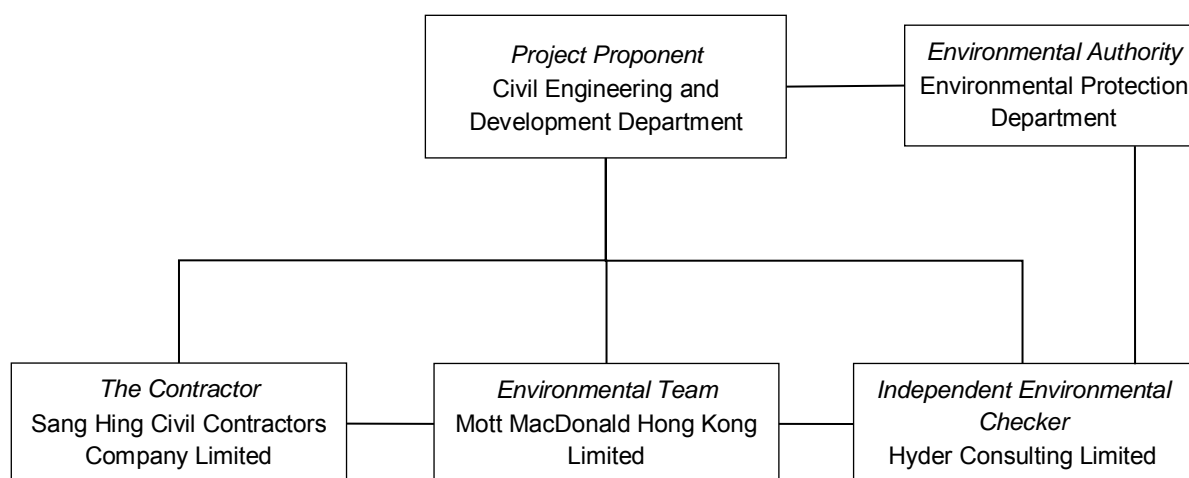 Project Proponent
Civil Engineering and
Development Department
Environmental Authority
Environmental Protection
Department
The Contractor
Sang Hing Civil Contractors
Company Limited
Environmental Team
Mott MacDonald Hong Kong
Limited
Independent Environmental
Checker
Hyder Consulting Limited